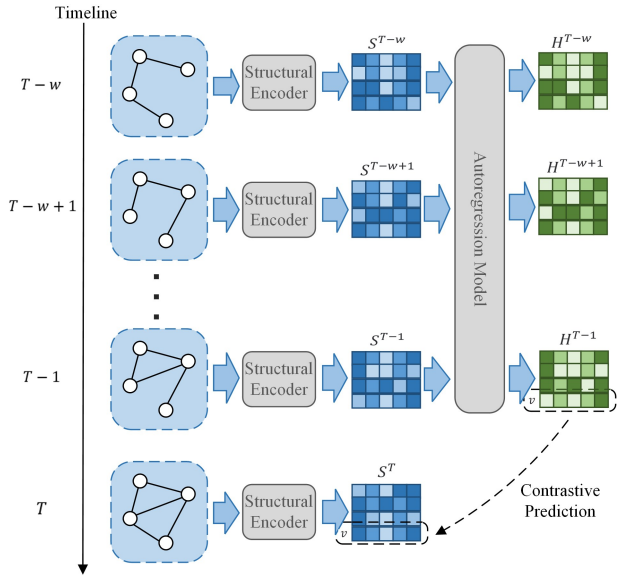 Timeline
T − w
Structural
Encoder
S^{T−w}
H^{T−w}
T − w + 1
Structural
Encoder
S^{T−w+1}
Autoregression Model
H^{T−w+1}
T − 1
Structural
Encoder
S^{T−1}
H^{T−1}
v
T
Structural
Encoder
S^{T}
v
Contrastive
Prediction